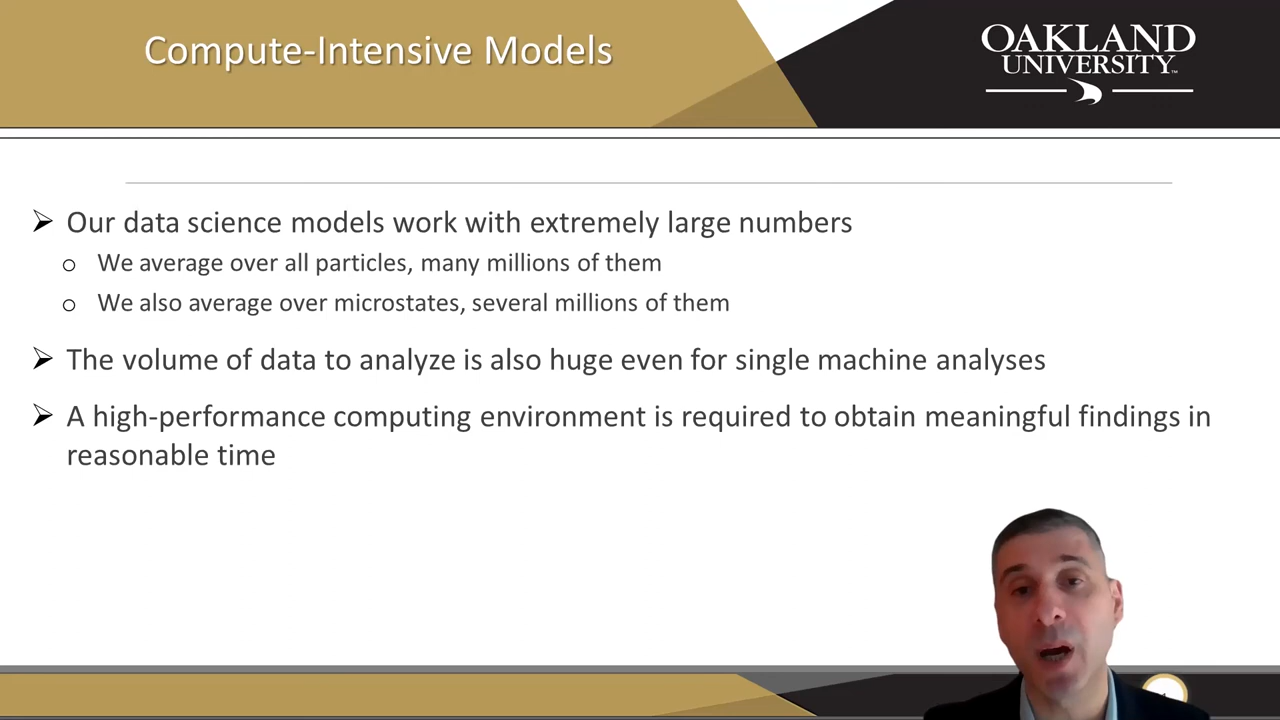 Compute-Intensive Models
OAKLAND
UNIVERSITY™
Our data science models work with extremely large numbers
We average over all particles, many millions of them
We also average over microstates, several millions of them
The volume of data to analyze is also huge even for single machine analyses
A high-performance computing environment is required to obtain meaningful findings in
reasonable time